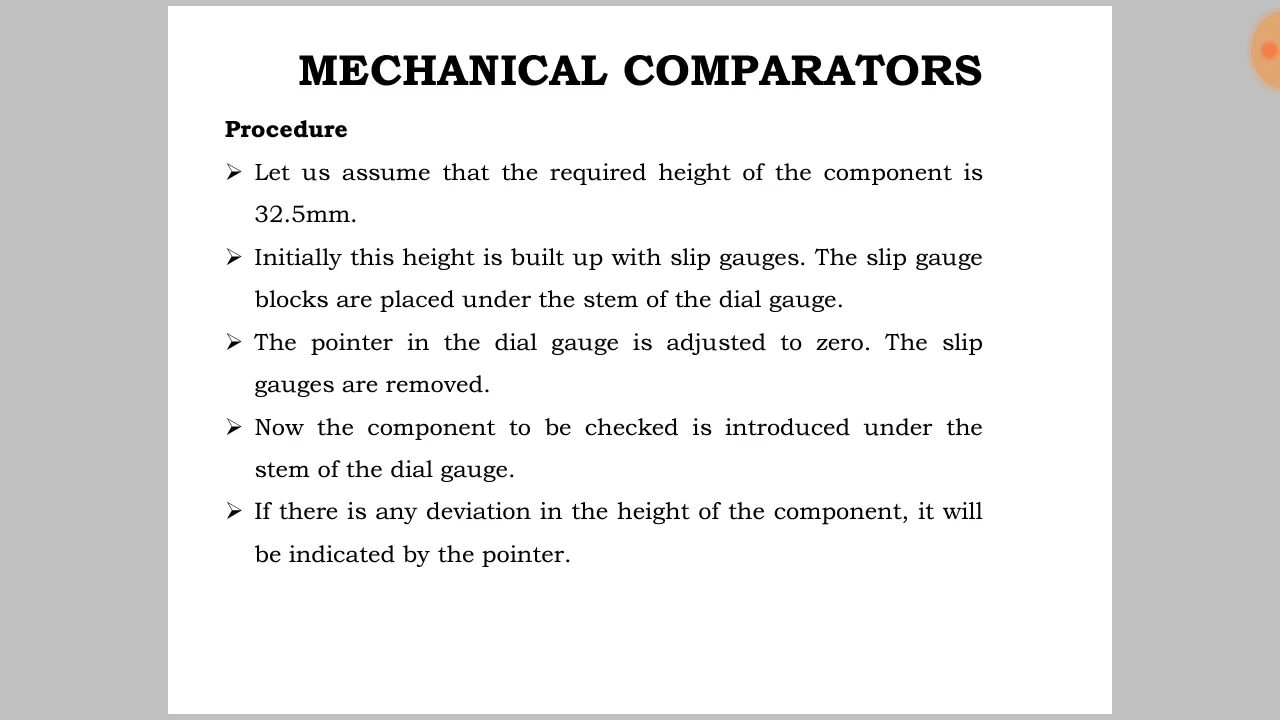 MECHANICAL COMPARATORS
Procedure
➢ Let us assume that the required height of the component is
32.5mm.
➢ Initially this height is built up with slip gauges. The slip gauge
blocks are placed under the stem of the dial gauge.
➢ The pointer in the dial gauge is adjusted to zero. The slip
gauges are removed.
➢ Now the component to be checked is introduced under the
stem of the dial gauge.
➢ If there is any deviation in the height of the component, it will
be indicated by the pointer.